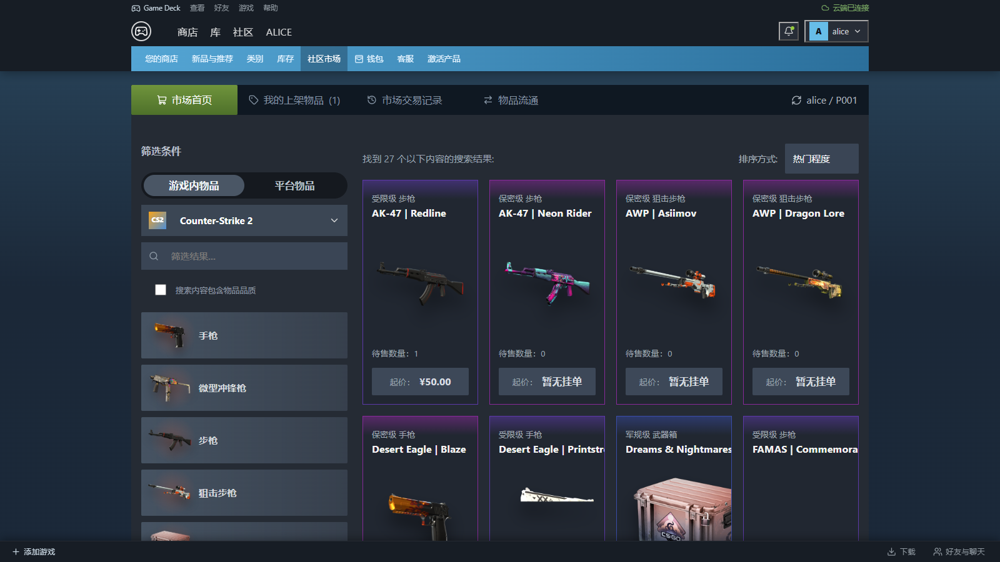 Game Deck 查看 好友 游戏 帮助 云端已连接
商店 库 社区 ALICE A alice
您的商店 新品与推荐 类别 库存 社区市场 钱包 客服 激活产品
市场首页 我的上架物品 (1) 市场交易记录 物品流通 alice / P001
筛选条件
游戏内物品 平台物品
CS2 Counter-Strike 2
筛选结果...
搜索内容包含物品品质
手枪
微型冲锋枪
步枪
狙击步枪
找到 27 个以下内容的搜索结果:
排序方式: 热门程度
受限级 步枪
AK-47 | Redline
待售数量: 1
起价: ¥50.00
保密级 步枪
AK-47 | Neon Rider
待售数量: 0
起价: 暂无挂单
保密级 狙击步枪
AWP | Asiimov
待售数量: 0
起价: 暂无挂单
保密级 狙击步枪
AWP | Dragon Lore
待售数量: 0
起价: 暂无挂单
保密级 手枪
Desert Eagle | Blaze
受限级 手枪
Desert Eagle | Printstr
军规级 武器箱
Dreams & Nightmares
CS:GO
受限级 步枪
FAMAS | Commemora
添加游戏 下载 好友与聊天